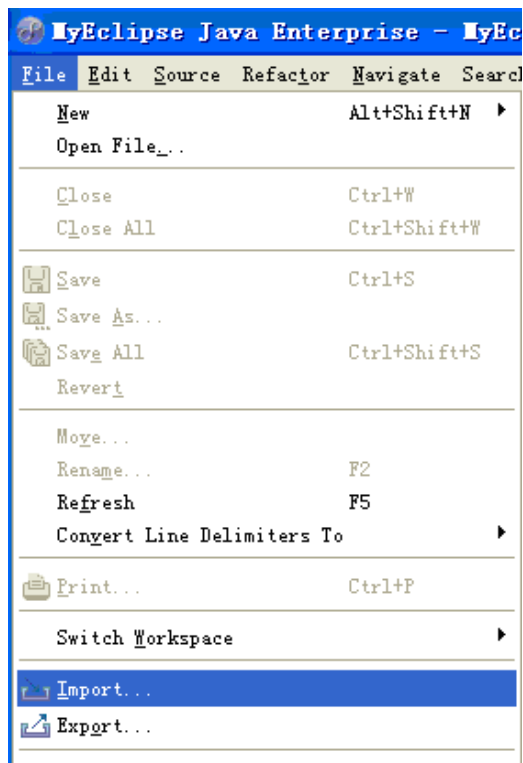 MyEclipse Java Enterprise - MyEc
File Edit Source Refactor Navigate Search
New Alt+Shift+N
Open File...
Close Ctrl+W
Close All Ctrl+Shift+W
Save Ctrl+S
Save As...
Save All Ctrl+Shift+S
Revert
Move...
Rename... F2
Refresh F5
Convert Line Delimiters To
Print... Ctrl+P
Switch Workspace
Import...
Export...